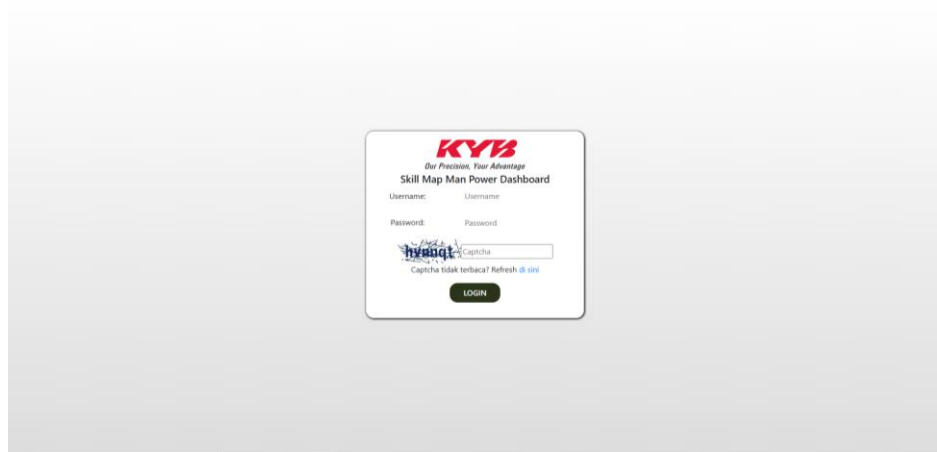 KYB
Our Precision, Your Advantage
Skill Map Man Power Dashboard
Username: Username
Password: Password
Captcha
Captcha tidak terbaca? Refresh di sini
LOGIN